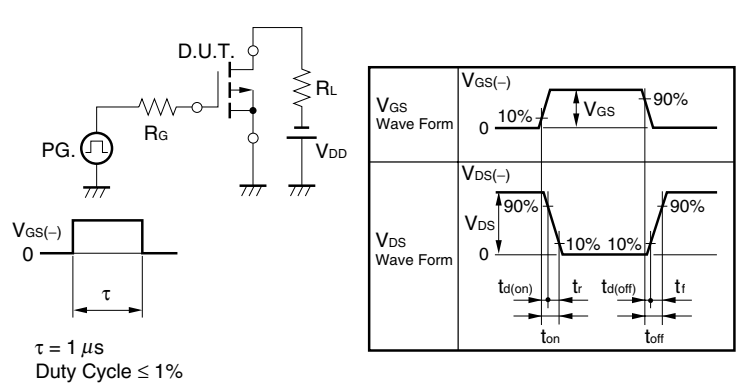 D.U.T.
RL
RG
PG.
VDD
VGS(−)
0
τ
τ = 1 μs
Duty Cycle ≤ 1%
VGS
Wave Form
VGS(−)
10%
VGS
90%
0
VDS
Wave Form
VDS(−)
90%
VDS
10%
10%
90%
0
td(on)
tr
td(off)
tf
ton
toff